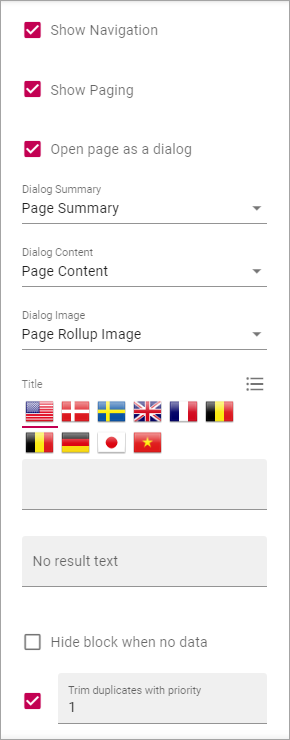 Show Navigation
Show Paging
Open page as a dialog
Dialog Summary
Page Summary
Dialog Content
Page Content
Dialog Image
Page Rollup Image
Title
No result text
Hide block when no data
Trim duplicates with priority
1